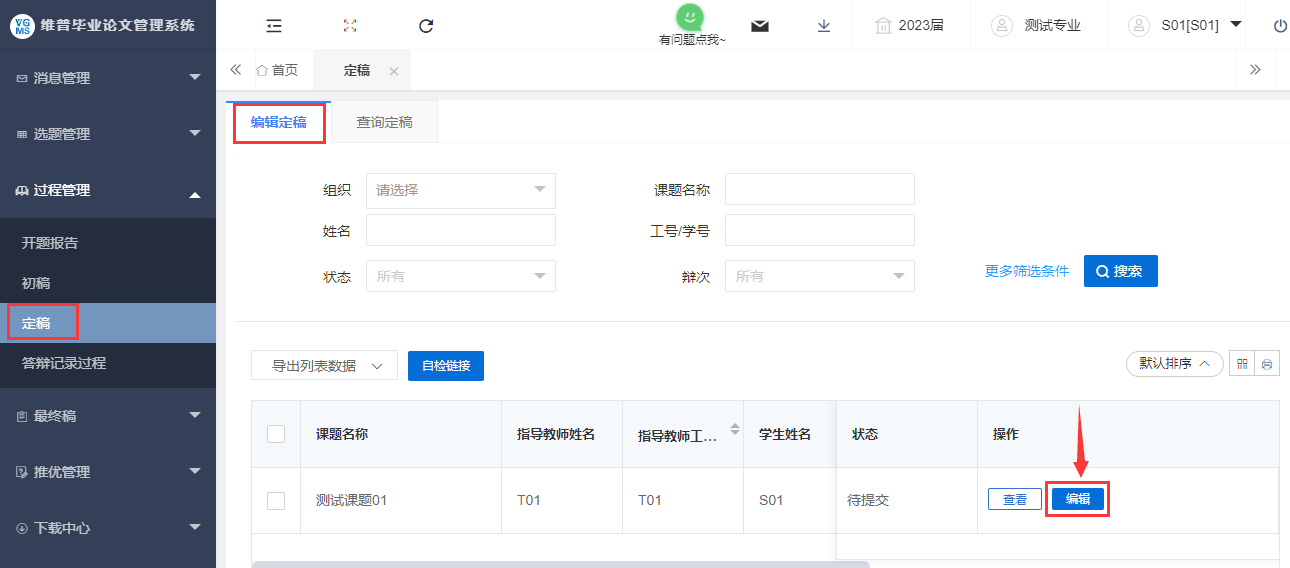 VG
MS
维普毕业论文管理系统
有问题点我~
2023届
测试专业
S01[S01]
消息管理
选题管理
过程管理
开题报告
初稿
定稿
答辩记录过程
最终稿
推优管理
下载中心
首页
定稿
编辑定稿
查询定稿
组织
请选择
课题名称
姓名
工号/学号
状态
所有
辩次
所有
更多筛选条件
搜索
导出列表数据
自检链接
默认排序
课题名称
指导教师姓名
指导教师工...
学生姓名
状态
操作
测试课题01
T01
T01
S01
待提交
查看
编辑